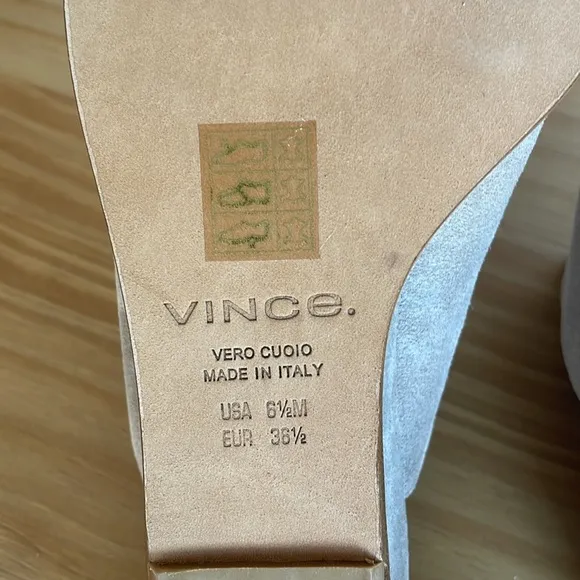 VINCE.
VERO CUOIO
MADE IN ITALY
USA 6½M
EUR 36½